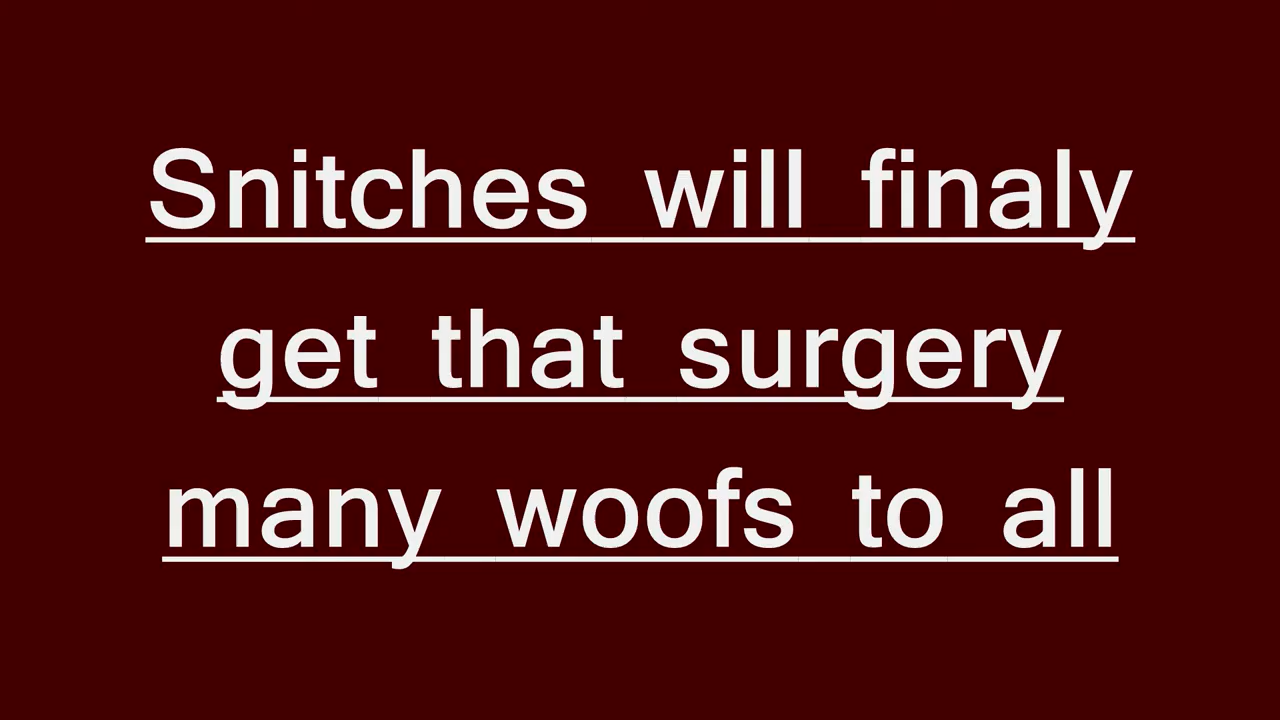 Snitches will finaly
get that surgery
many woofs to all